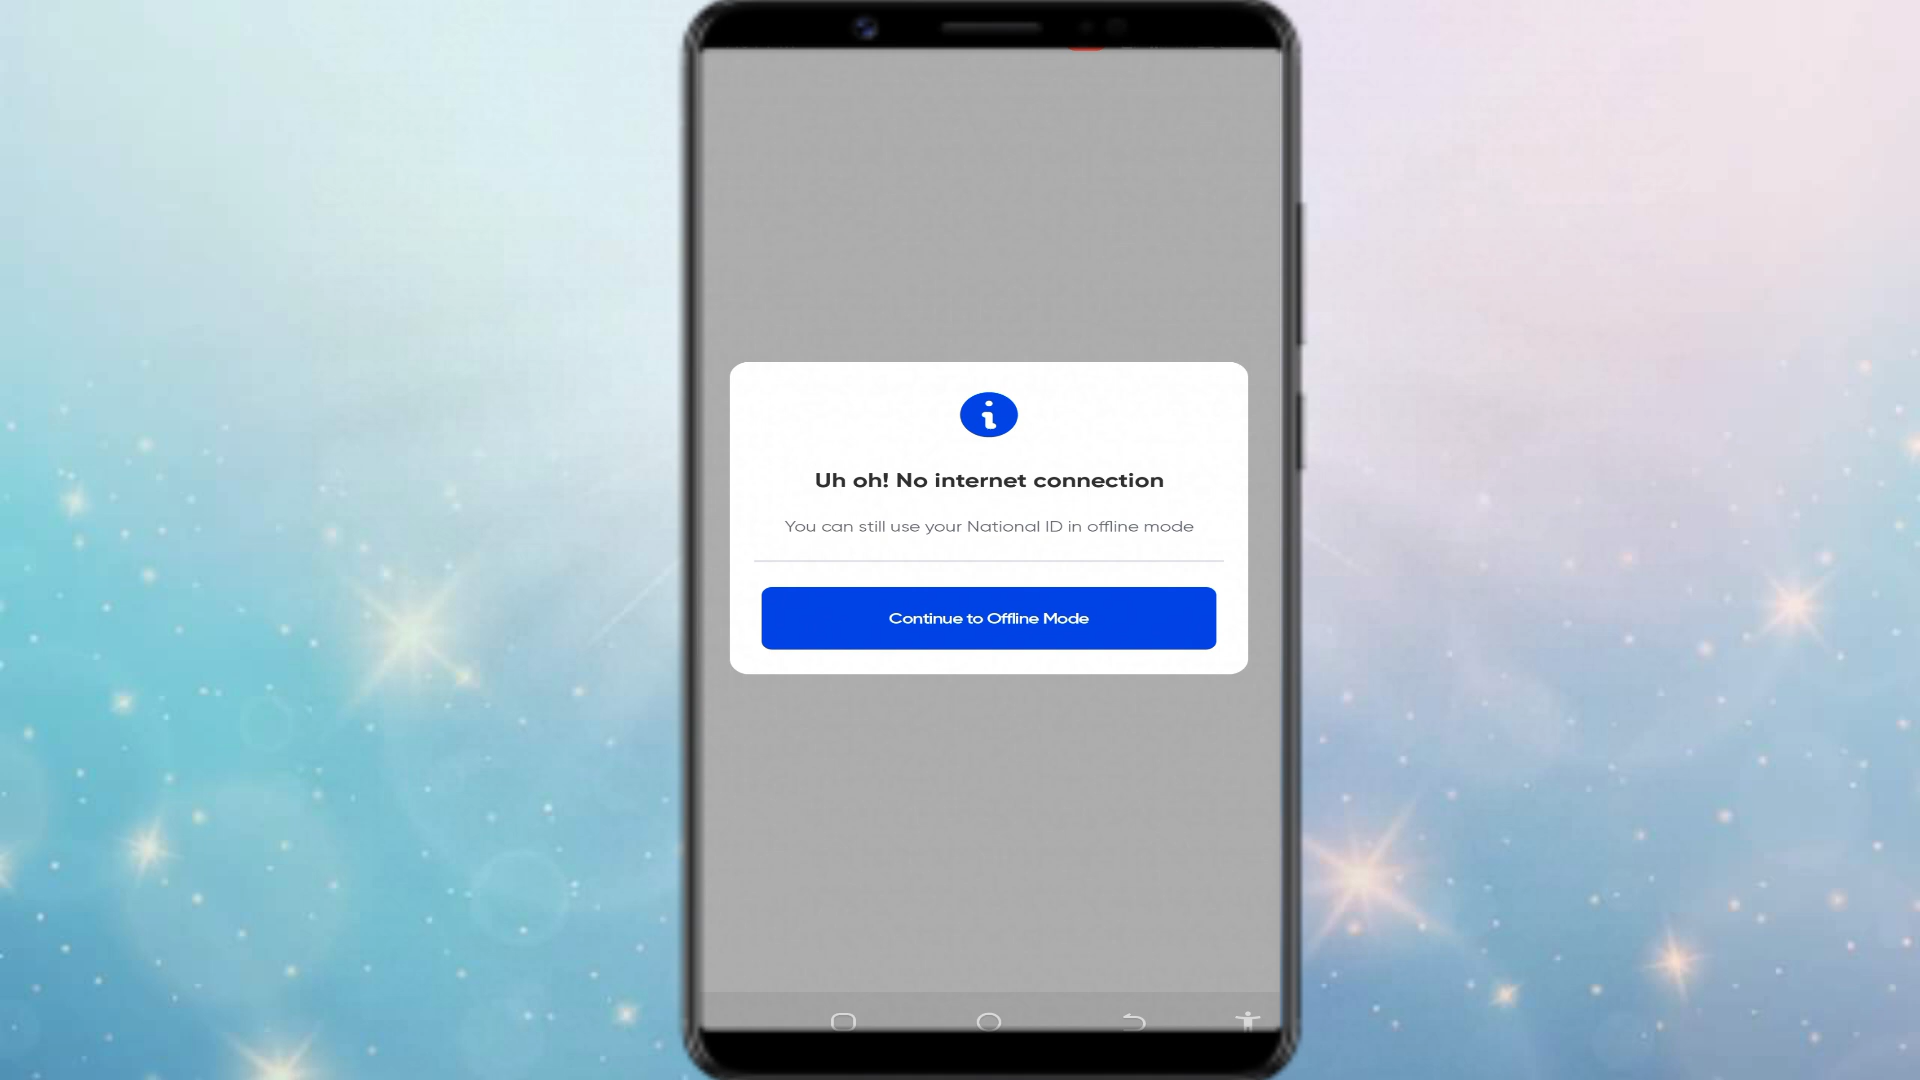 Uh oh! No internet connection
You can still use your National ID in offline mode
Continue to Offline Mode